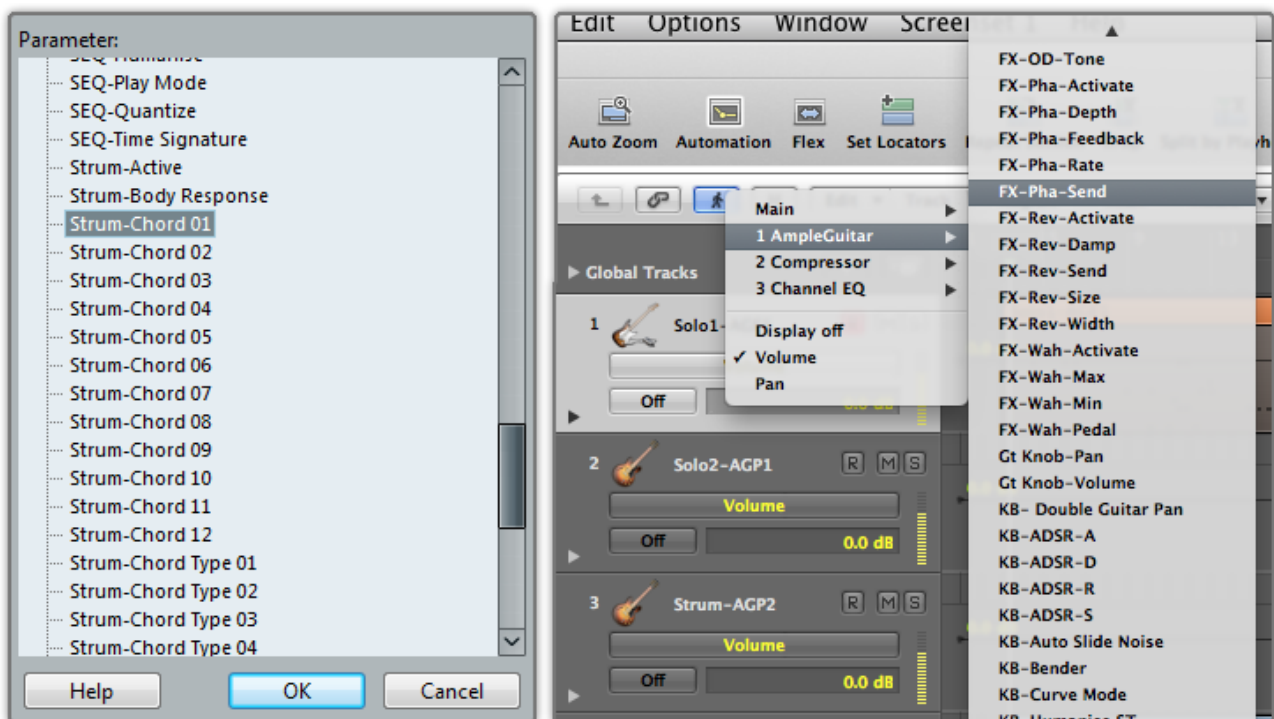 Parameter:
SEQ-Humanise
SEQ-Play Mode
SEQ-Quantize
SEQ-Time Signature
Strum-Active
Strum-Body Response
Strum-Chord 01
Strum-Chord 02
Strum-Chord 03
Strum-Chord 04
Strum-Chord 05
Strum-Chord 06
Strum-Chord 07
Strum-Chord 08
Strum-Chord 09
Strum-Chord 10
Strum-Chord 11
Strum-Chord 12
Strum-Chord Type 01
Strum-Chord Type 02
Strum-Chord Type 03
Strum-Chord Type 04
Help
OK
Cancel
Edit Options Window
Auto Zoom
Automation
Flex
Set Locators
Edit
Track
Global Tracks
Main
1 AmpleGuitar
2 Compressor
3 Channel EQ
Display off
✓ Volume
Pan
1
Solo1-
Off
2
Solo2-AGP1
R M S
Volume
Off
0.0 dB
3
Strum-AGP2
R M S
Volume
Off
0.0 dB
FX-OD-Tone
FX-Pha-Activate
FX-Pha-Depth
FX-Pha-Feedback
FX-Pha-Rate
FX-Pha-Send
FX-Rev-Activate
FX-Rev-Damp
FX-Rev-Send
FX-Rev-Size
FX-Rev-Width
FX-Wah-Activate
FX-Wah-Max
FX-Wah-Min
FX-Wah-Pedal
Gt Knob-Pan
Gt Knob-Volume
KB- Double Guitar Pan
KB-ADSR-A
KB-ADSR-D
KB-ADSR-R
KB-ADSR-S
KB-Auto Slide Noise
KB-Bender
KB-Curve Mode
KB-Humanise ST